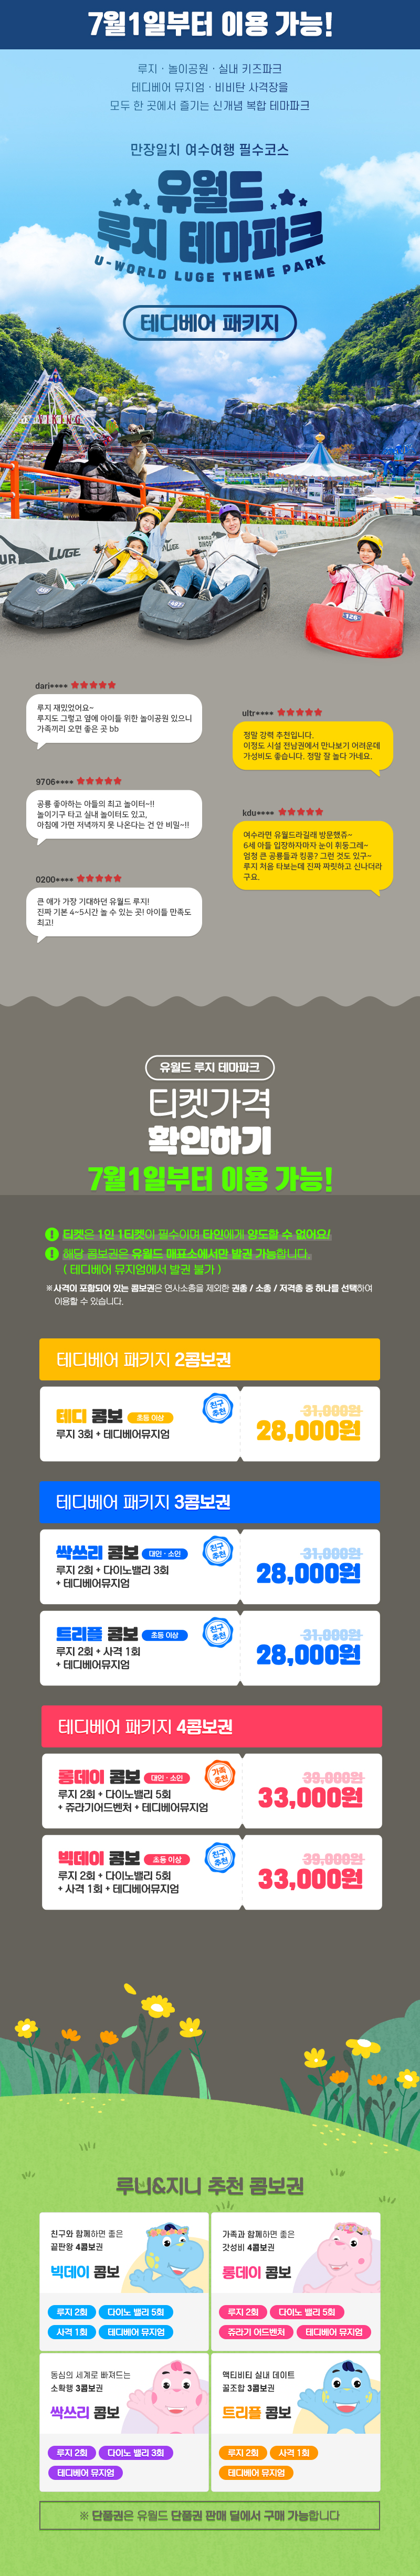 7월1일부터 이용 가능!
루지 · 놀이공원 · 실내 키즈파크
테디베어 뮤지엄 · 비비탄 사격장을
모두 한 곳에서 즐기는 신개념 복합 테마파크
만장일치 여수여행 필수코스
유월드
루지 테마파크
U-WORLD LUGE THEME PARK
테디베어 패키지
LUGE
dari****
루지 재밌었어요~
루지도 그렇고 옆에 아이들 위한 놀이공원 있으니
가족끼리 오면 좋은 곳 bb
ultr****
정말 강력 추천입니다.
이정도 시설 전남권에서 만나보기 어려운데
가성비도 좋습니다. 정말 잘 놀다 가네요.
9706****
공룡 좋아하는 아들의 최고 놀이터~!!
놀이기구 타고 실내 놀이터도 있고,
아침에 가면 저녁까지 못 나온다는 건 안 비밀~!!
kdu****
여수라면 유월드라길래 방문했쥬~
6세 아들 입장하자마자 눈이 휘둥그레~
엄청 큰 공룡들과 킹콩? 그런 것도 있구~
루지 처음 타보는데 진짜 짜릿하고 신나더라
구요.
0200****
큰 애가 가장 기대하던 유월드 루지!
진짜 기본 4~5시간 놀 수 있는 곳! 아이들 만족도
최고!
유월드 루지 테마파크
티켓가격
확인하기
7월1일부터 이용 가능!
! 티켓은 1인 1티켓이 필수이며 타인에게 양도할 수 없어요!
! 해당 콤보권은 유월드 매표소에서만 발권 가능합니다.
( 테디베어 뮤지엄에서 발권 불가 )
※사격이 포함되어 있는 콤보권은 연사소총을 제외한 권총 / 소총 / 저격총 중 하나를 선택하여
이용할 수 있습니다.
테디베어 패키지 2콤보권
테디 콤보 초등 이상
루지 3회 + 테디베어뮤지엄
친구
추천
31,000원
28,000원
테디베어 패키지 3콤보권
싹쓰리 콤보 대인 · 소인
루지 2회 + 다이노밸리 3회
+ 테디베어뮤지엄
친구
추천
31,000원
28,000원
트리플 콤보 초등 이상
루지 2회 + 사격 1회
+ 테디베어뮤지엄
친구
추천
31,000원
28,000원
테디베어 패키지 4콤보권
롱데이 콤보 대인 · 소인
루지 2회 + 다이노밸리 5회
+ 쥬라기어드벤처 + 테디베어뮤지엄
가족
추천
39,000원
33,000원
빅데이 콤보 초등 이상
루지 2회 + 다이노밸리 5회
+ 사격 1회 + 테디베어뮤지엄
친구
추천
39,000원
33,000원
루니&지니 추천 콤보권
친구와 함께하면 좋은
끝판왕 4콤보권
빅데이 콤보
루지 2회 다이노 밸리 5회
사격 1회 테디베어 뮤지엄
가족과 함께하면 좋은
갓성비 4콤보권
롱데이 콤보
루지 2회 다이노 밸리 5회
쥬라기 어드벤처 테디베어 뮤지엄
동심의 세계로 빠져드는
소확행 3콤보권
싹쓰리 콤보
루지 2회 다이노 밸리 3회
테디베어 뮤지엄
액티비티 실내 데이트
꿀조합 3콤보권
트리플 콤보
루지 2회 사격 1회
테디베어 뮤지엄
※ 단품권은 유월드 단품권 판매 딜에서 구매 가능합니다